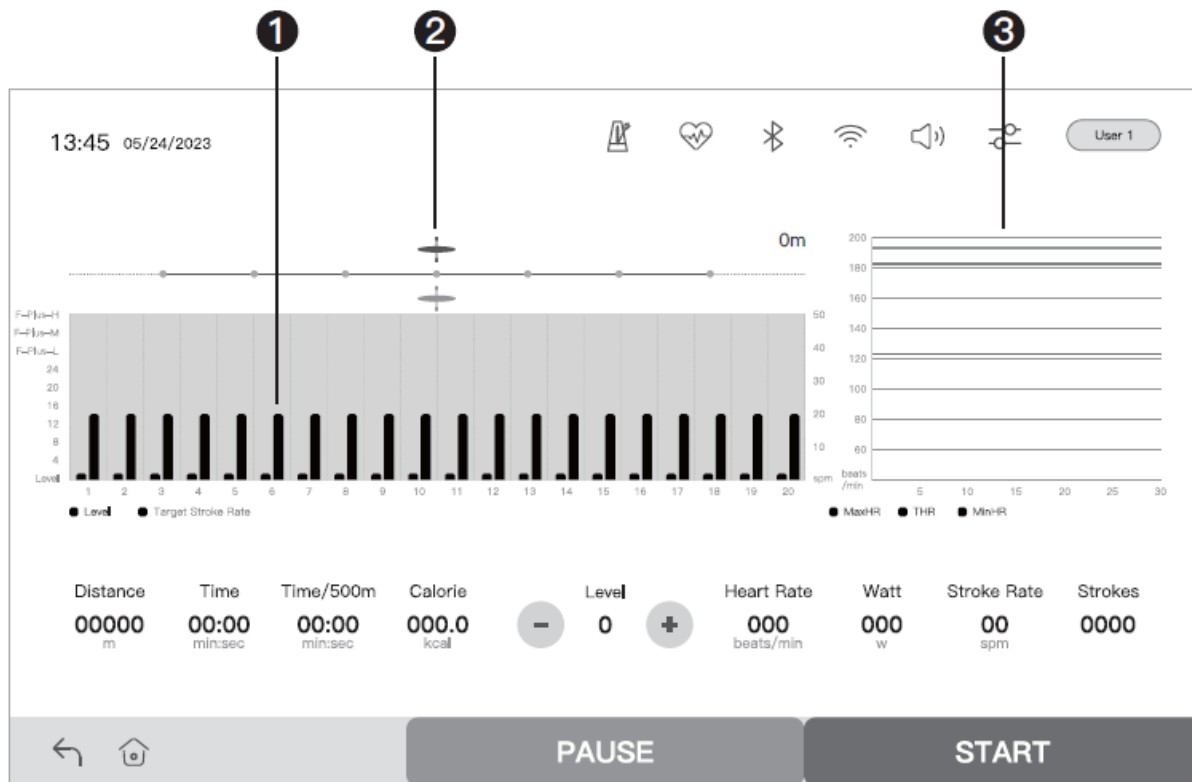 1 2 3
13:45 05/24/2023
User 1
0m
F-Plus-H
F-Plus-M
F-Plus-L
24
20
16
12
8
4
Level
50
40
30
20
10
spm
1 2 3 4 5 6 7 8 9 10 11 12 13 14 15 16 17 18 19 20
Level Target Stroke Rate
200
180
160
140
120
100
80
60
beats
/min
5 10 15 20 25 30
MaxHR THR MinHR
Distance Time Time/500m Calorie Level Heart Rate Watt Stroke Rate Strokes
00000 00:00 00:00 000.0 - 0 + 000 000 00 0000
m min:sec min:sec kcal beats/min w spm
PAUSE START